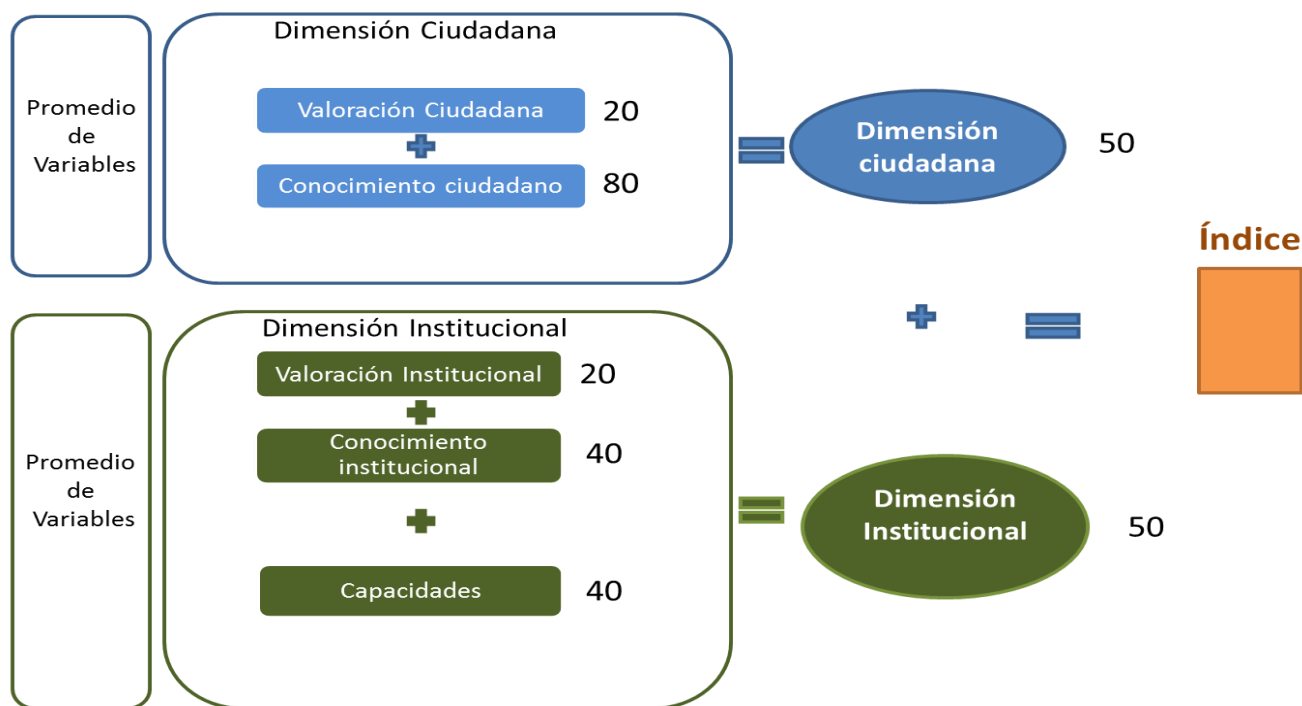 Promedio
de
Variables
Dimensión Ciudadana
Valoración Ciudadana
20
Conocimiento ciudadano
80
Dimensión
ciudadana
50
Índice
Promedio
de
Variables
Dimensión Institucional
Valoración Institucional
20
Conocimiento
institucional
40
Capacidades
40
Dimensión
Institucional
50